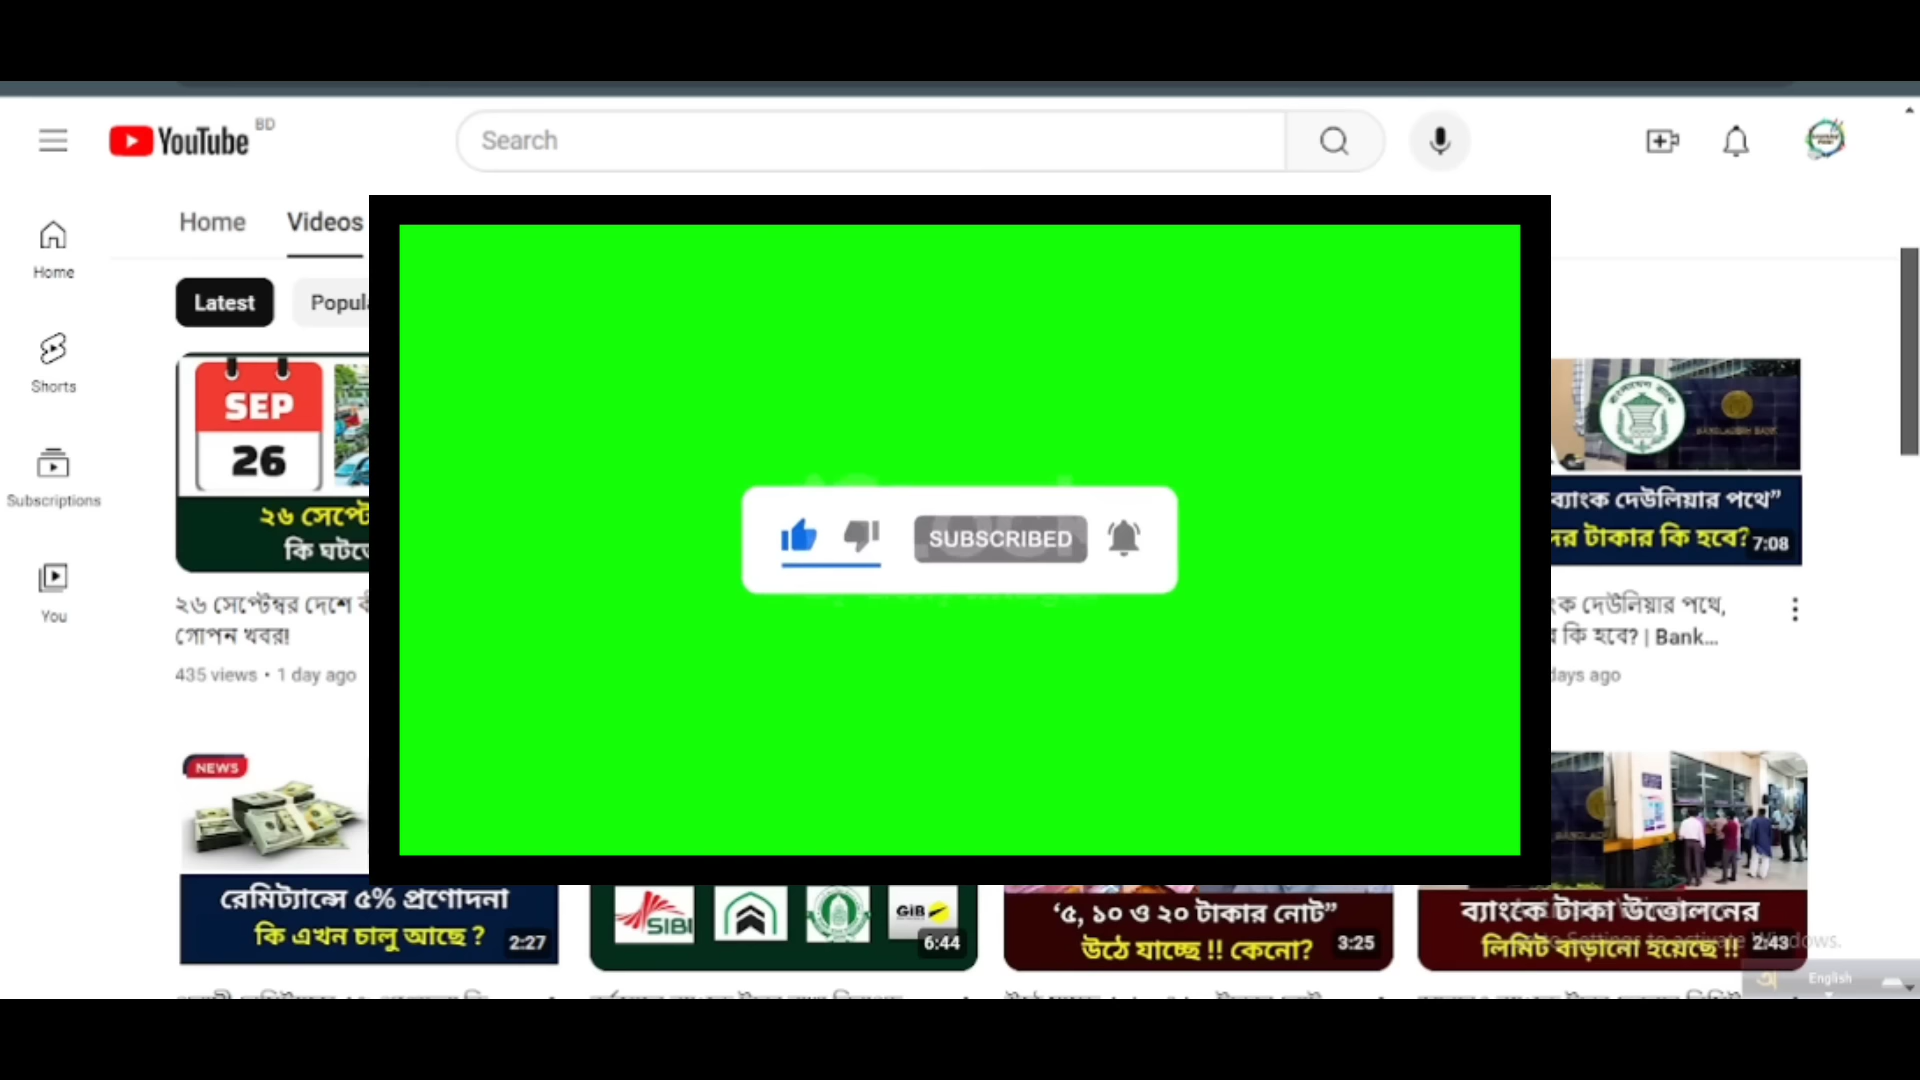 YouTube BD
Search
Home
Videos
Home
Shorts
Subscriptions
You
Latest
SEP
26
২৬ সেপ্টে
কি ঘটতে
২৬ সেপ্টেম্বর দেশে
গোপন খবর!
435 views • 1 day ago
SUBSCRIBED
BANGLADESH BANK
ব্যাংক দেউলিয়ার পথে”
টাকার কি হবে?
7:08
দেউলিয়ার পথে,
কি হবে? | Bank...
days ago
NEWS
রেমিট্যান্সে ৫% প্রণোদনা
কি এখন চালু আছে ?
2:27
SIBL
GiB
6:44
‘৫, ১০ ও ২০ টাকার নোট”
উঠে যাচ্ছে !! কেনো?
3:25
ব্যাংকে টাকা উত্তোলনের
লিমিট বাড়ানো হয়েছে !!
2:43
অ
English